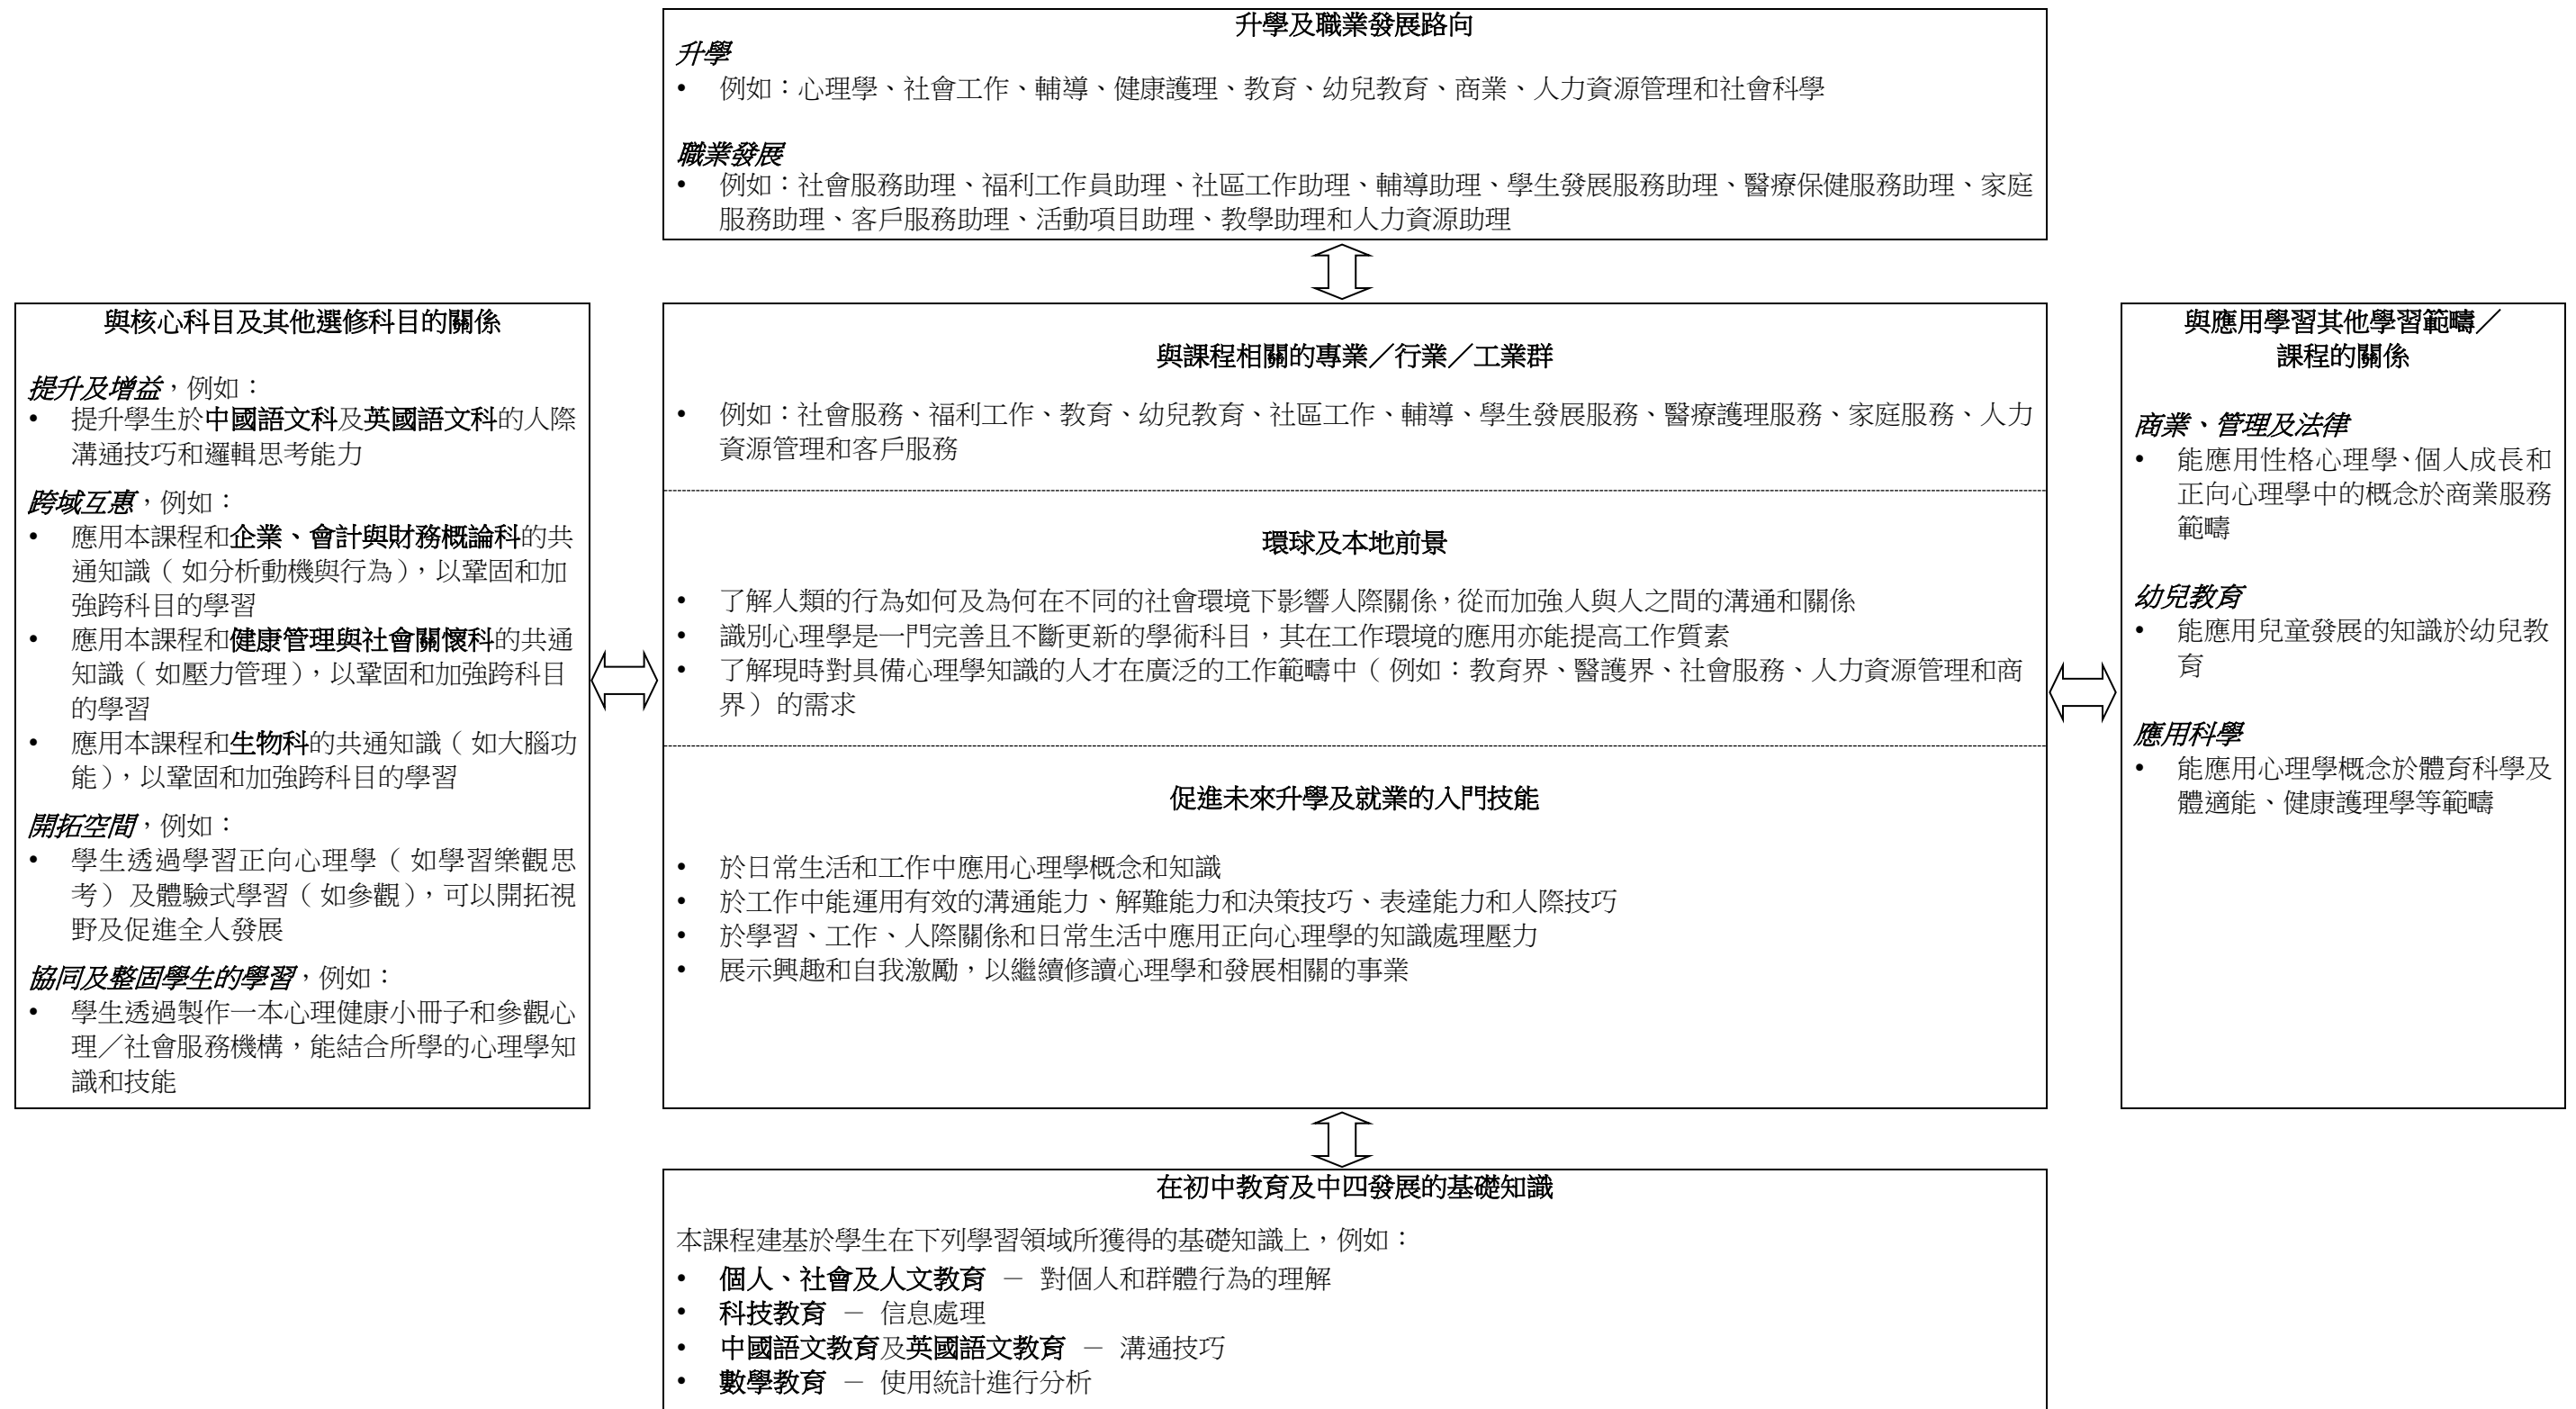 升學及職業發展路向
升學
• 例如：心理學、社會工作、輔導、健康護理、教育、幼兒教育、商業、人力資源管理和社會科學
職業發展
• 例如：社會服務助理、福利工作員助理、社區工作助理、輔導助理、學生發展服務助理、醫療保健服務助理、家庭
服務助理、客戶服務助理、活動項目助理、教學助理和人力資源助理
與核心科目及其他選修科目的關係
提升及增益，例如：
• 提升學生於中國語文科及英國語文科的人際
溝通技巧和邏輯思考能力
跨域互惠，例如：
• 應用本課程和企業、會計與財務概論科的共
通知識（如分析動機與行為），以鞏固和加
強跨科目的學習
• 應用本課程和健康管理與社會關懷科的共通
知識（如壓力管理），以鞏固和加強跨科目
的學習
• 應用本課程和生物科的共通知識（如大腦功
能），以鞏固和加強跨科目的學習
開拓空間，例如：
• 學生透過學習正向心理學（如學習樂觀思
考）及體驗式學習（如參觀），可以開拓視
野及促進全人發展
協同及整固學生的學習，例如：
• 學生透過製作一本心理健康小冊子和參觀心
理／社會服務機構，能結合所學的心理學知
識和技能
與課程相關的專業／行業／工業群
• 例如：社會服務、福利工作、教育、幼兒教育、社區工作、輔導、學生發展服務、醫療護理服務、家庭服務、人力
資源管理和客戶服務
環球及本地前景
• 了解人類的行為如何及為何在不同的社會環境下影響人際關係，從而加強人與人之間的溝通和關係
• 識別心理學是一門完善且不斷更新的學術科目，其在工作環境的應用亦能提高工作質素
• 了解現時對具備心理學知識的人才在廣泛的工作範疇中（例如：教育界、醫護界、社會服務、人力資源管理和商
界）的需求
促進未來升學及就業的入門技能
• 於日常生活和工作中應用心理學概念和知識
• 於工作中能運用有效的溝通能力、解難能力和決策技巧、表達能力和人際技巧
• 於學習、工作、人際關係和日常生活中應用正向心理學的知識處理壓力
• 展示興趣和自我激勵，以繼續修讀心理學和發展相關的事業
與應用學習其他學習範疇／
課程的關係
商業、管理及法律
• 能應用性格心理學、個人成長和
正向心理學中的概念於商業服務
範疇
幼兒教育
• 能應用兒童發展的知識於幼兒教
育
應用科學
• 能應用心理學概念於體育科學及
體適能、健康護理學等範疇
在初中教育及中四發展的基礎知識
本課程建基於學生在下列學習領域所獲得的基礎知識上，例如：
• 個人、社會及人文教育 － 對個人和群體行為的理解
• 科技教育 － 信息處理
• 中國語文教育及英國語文教育 － 溝通技巧
• 數學教育 － 使用統計進行分析